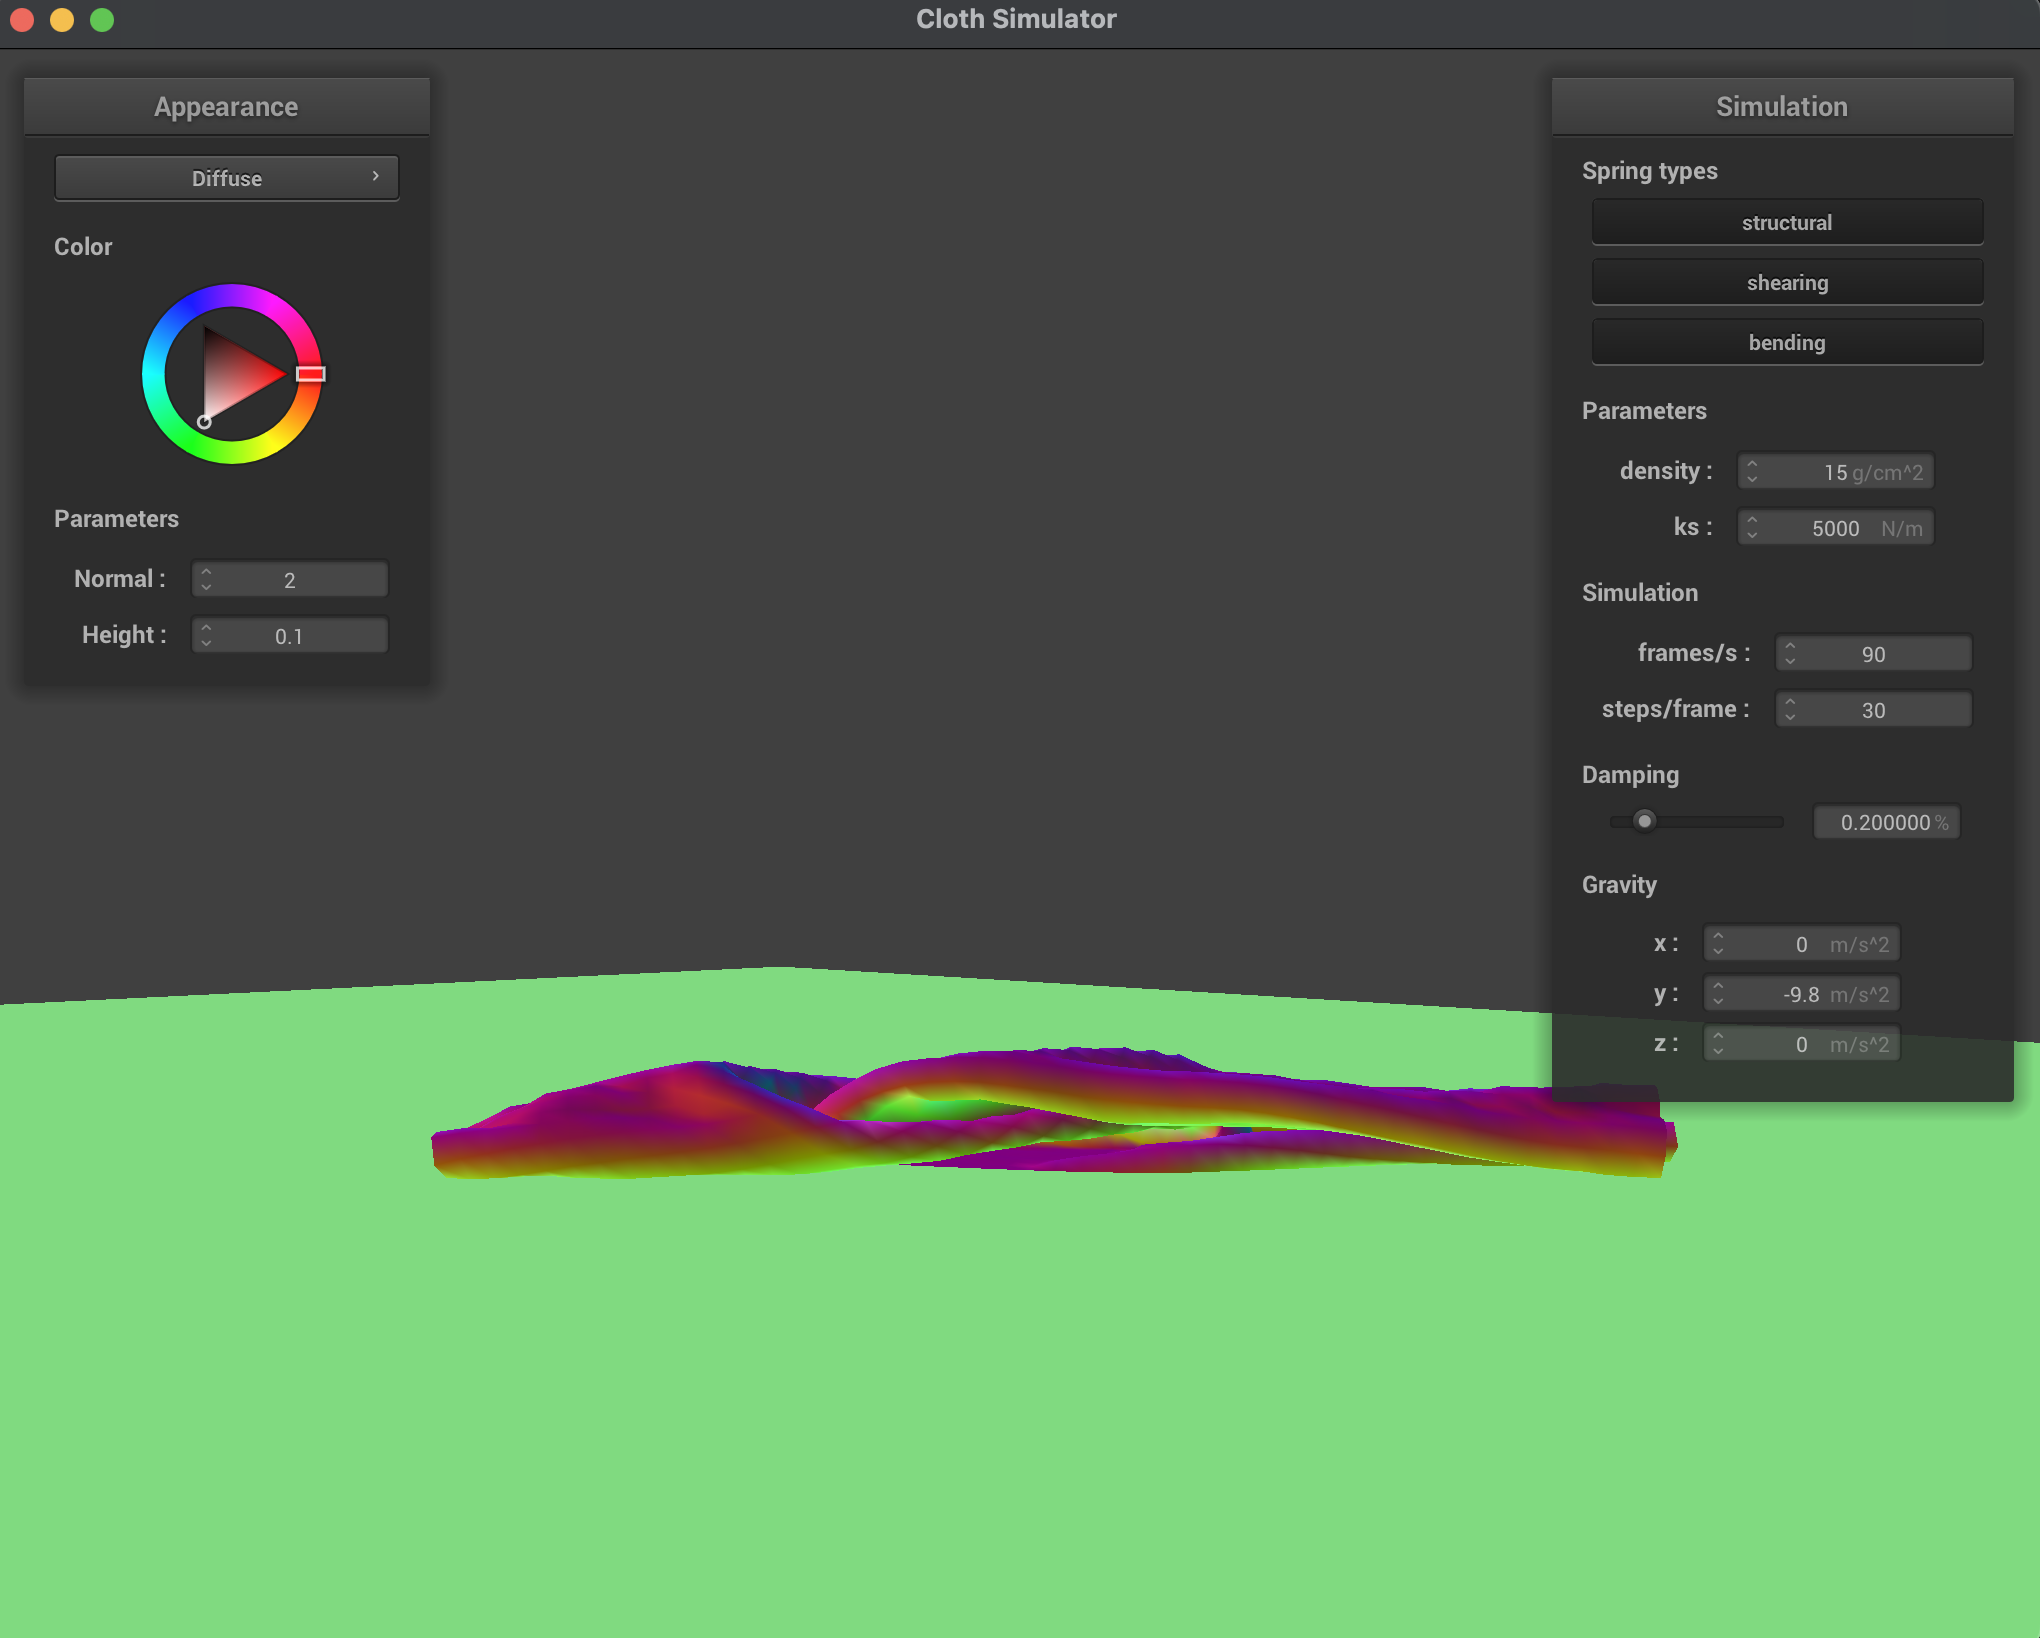 Cloth Simulator
Appearance
Diffuse
Color
Parameters
Normal : 2
Height : 0.1
Simulation
Spring types
structural
shearing
bending
Parameters
density : 15 g/cm^2
ks : 5000 N/m
Simulation
frames/s : 90
steps/frame : 30
Damping
0.200000 %
Gravity
x : 0 m/s^2
y : -9.8 m/s^2
z : 0 m/s^2